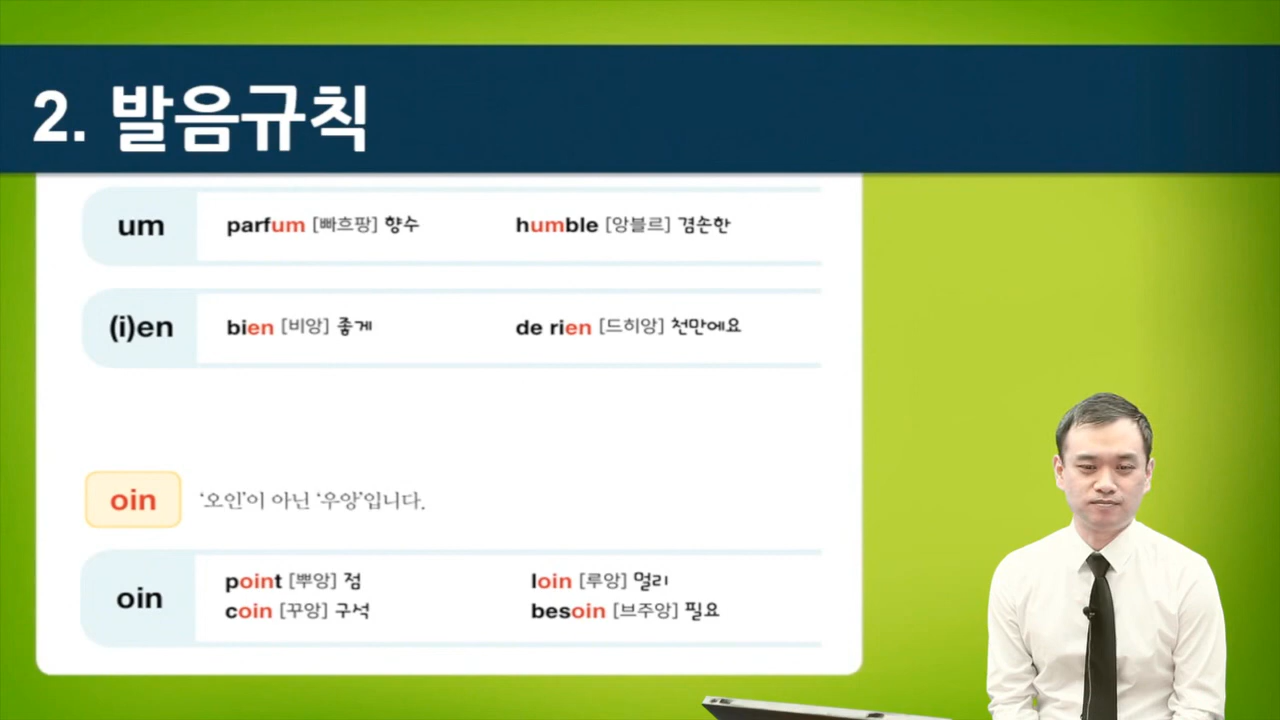 2. 발음규칙
um parfum [빠흐팡] 향수 humble [앙블르] 겸손한
(i)en bien [비앙] 좋게 de rien [드히앙] 천만에요
oin '오인'이 아닌 '우앙'입니다.
oin
point [뿌앙] 점 loin [루앙] 멀리
coin [꾸앙] 구석 besoin [브주앙] 필요